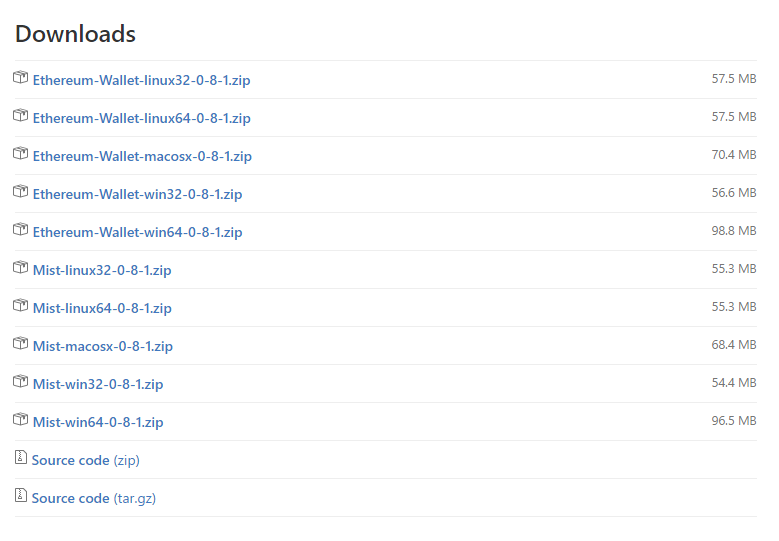 Downloads
Ethereum-Wallet-linux32-0-8-1.zip 57.5 MB
Ethereum-Wallet-linux64-0-8-1.zip 57.5 MB
Ethereum-Wallet-macosx-0-8-1.zip 70.4 MB
Ethereum-Wallet-win32-0-8-1.zip 56.6 MB
Ethereum-Wallet-win64-0-8-1.zip 98.8 MB
Mist-linux32-0-8-1.zip 55.3 MB
Mist-linux64-0-8-1.zip 55.3 MB
Mist-macosx-0-8-1.zip 68.4 MB
Mist-win32-0-8-1.zip 54.4 MB
Mist-win64-0-8-1.zip 96.5 MB
Source code (zip)
Source code (tar.gz)